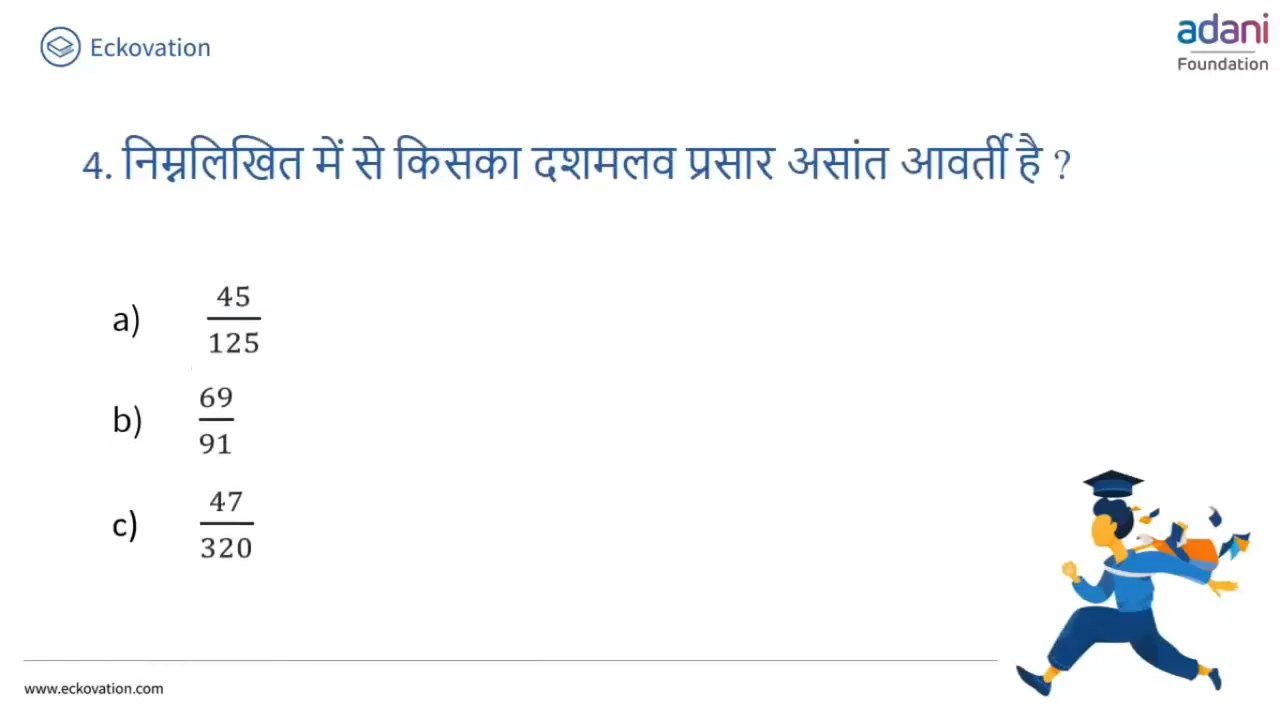 Eckovation
adani
Foundation
4. निम्नलिखित में से किसका दशमलव प्रसार असांत आवर्ती है ?
a) 45/125
b) 69/91
c) 47/320
www.eckovation.com